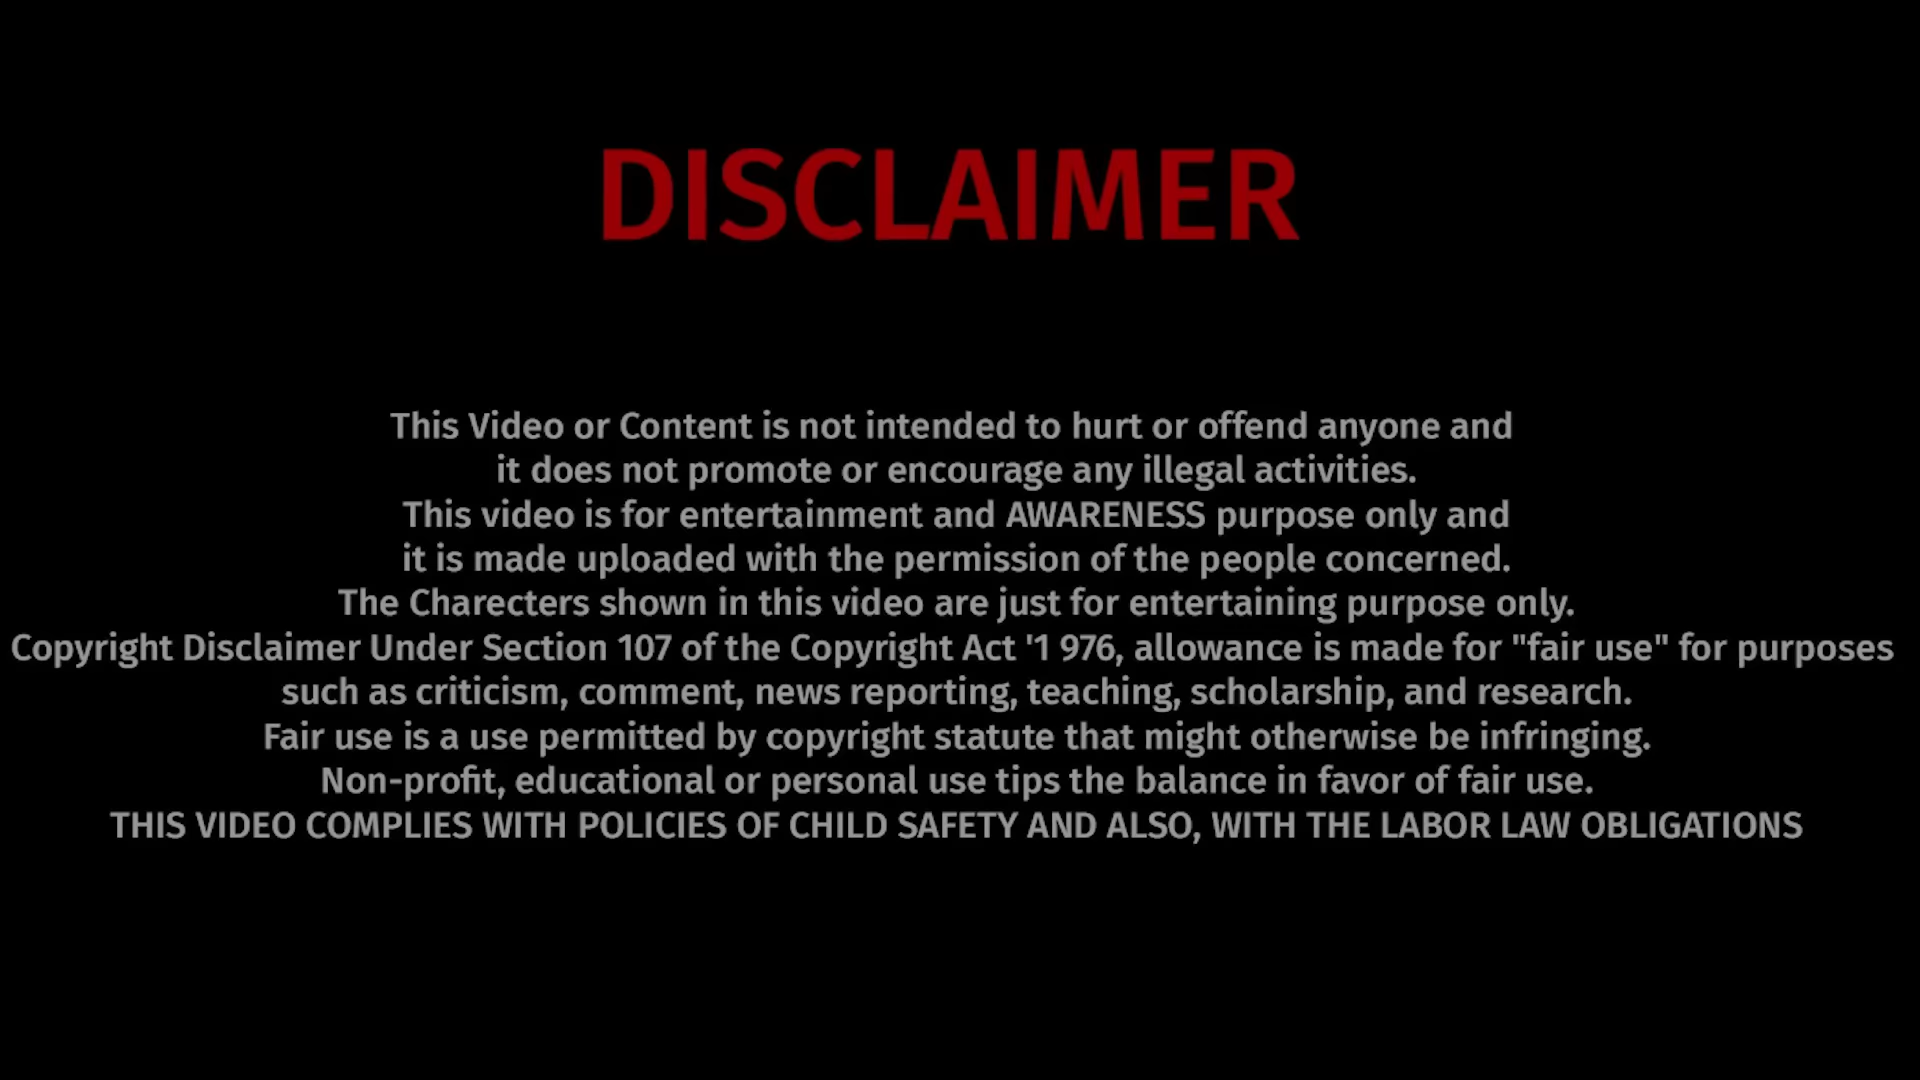 DISCLAIMER
This Video or Content is not intended to hurt or offend anyone and
it does not promote or encourage any illegal activities.
This video is for entertainment and AWARENESS purpose only and
it is made uploaded with the permission of the people concerned.
The Charecters shown in this video are just for entertaining purpose only.
Copyright Disclaimer Under Section 107 of the Copyright Act '1 976, allowance is made for "fair use" for purposes
such as criticism, comment, news reporting, teaching, scholarship, and research.
Fair use is a use permitted by copyright statute that might otherwise be infringing.
Non-profit, educational or personal use tips the balance in favor of fair use.
THIS VIDEO COMPLIES WITH POLICIES OF CHILD SAFETY AND ALSO, WITH THE LABOR LAW OBLIGATIONS